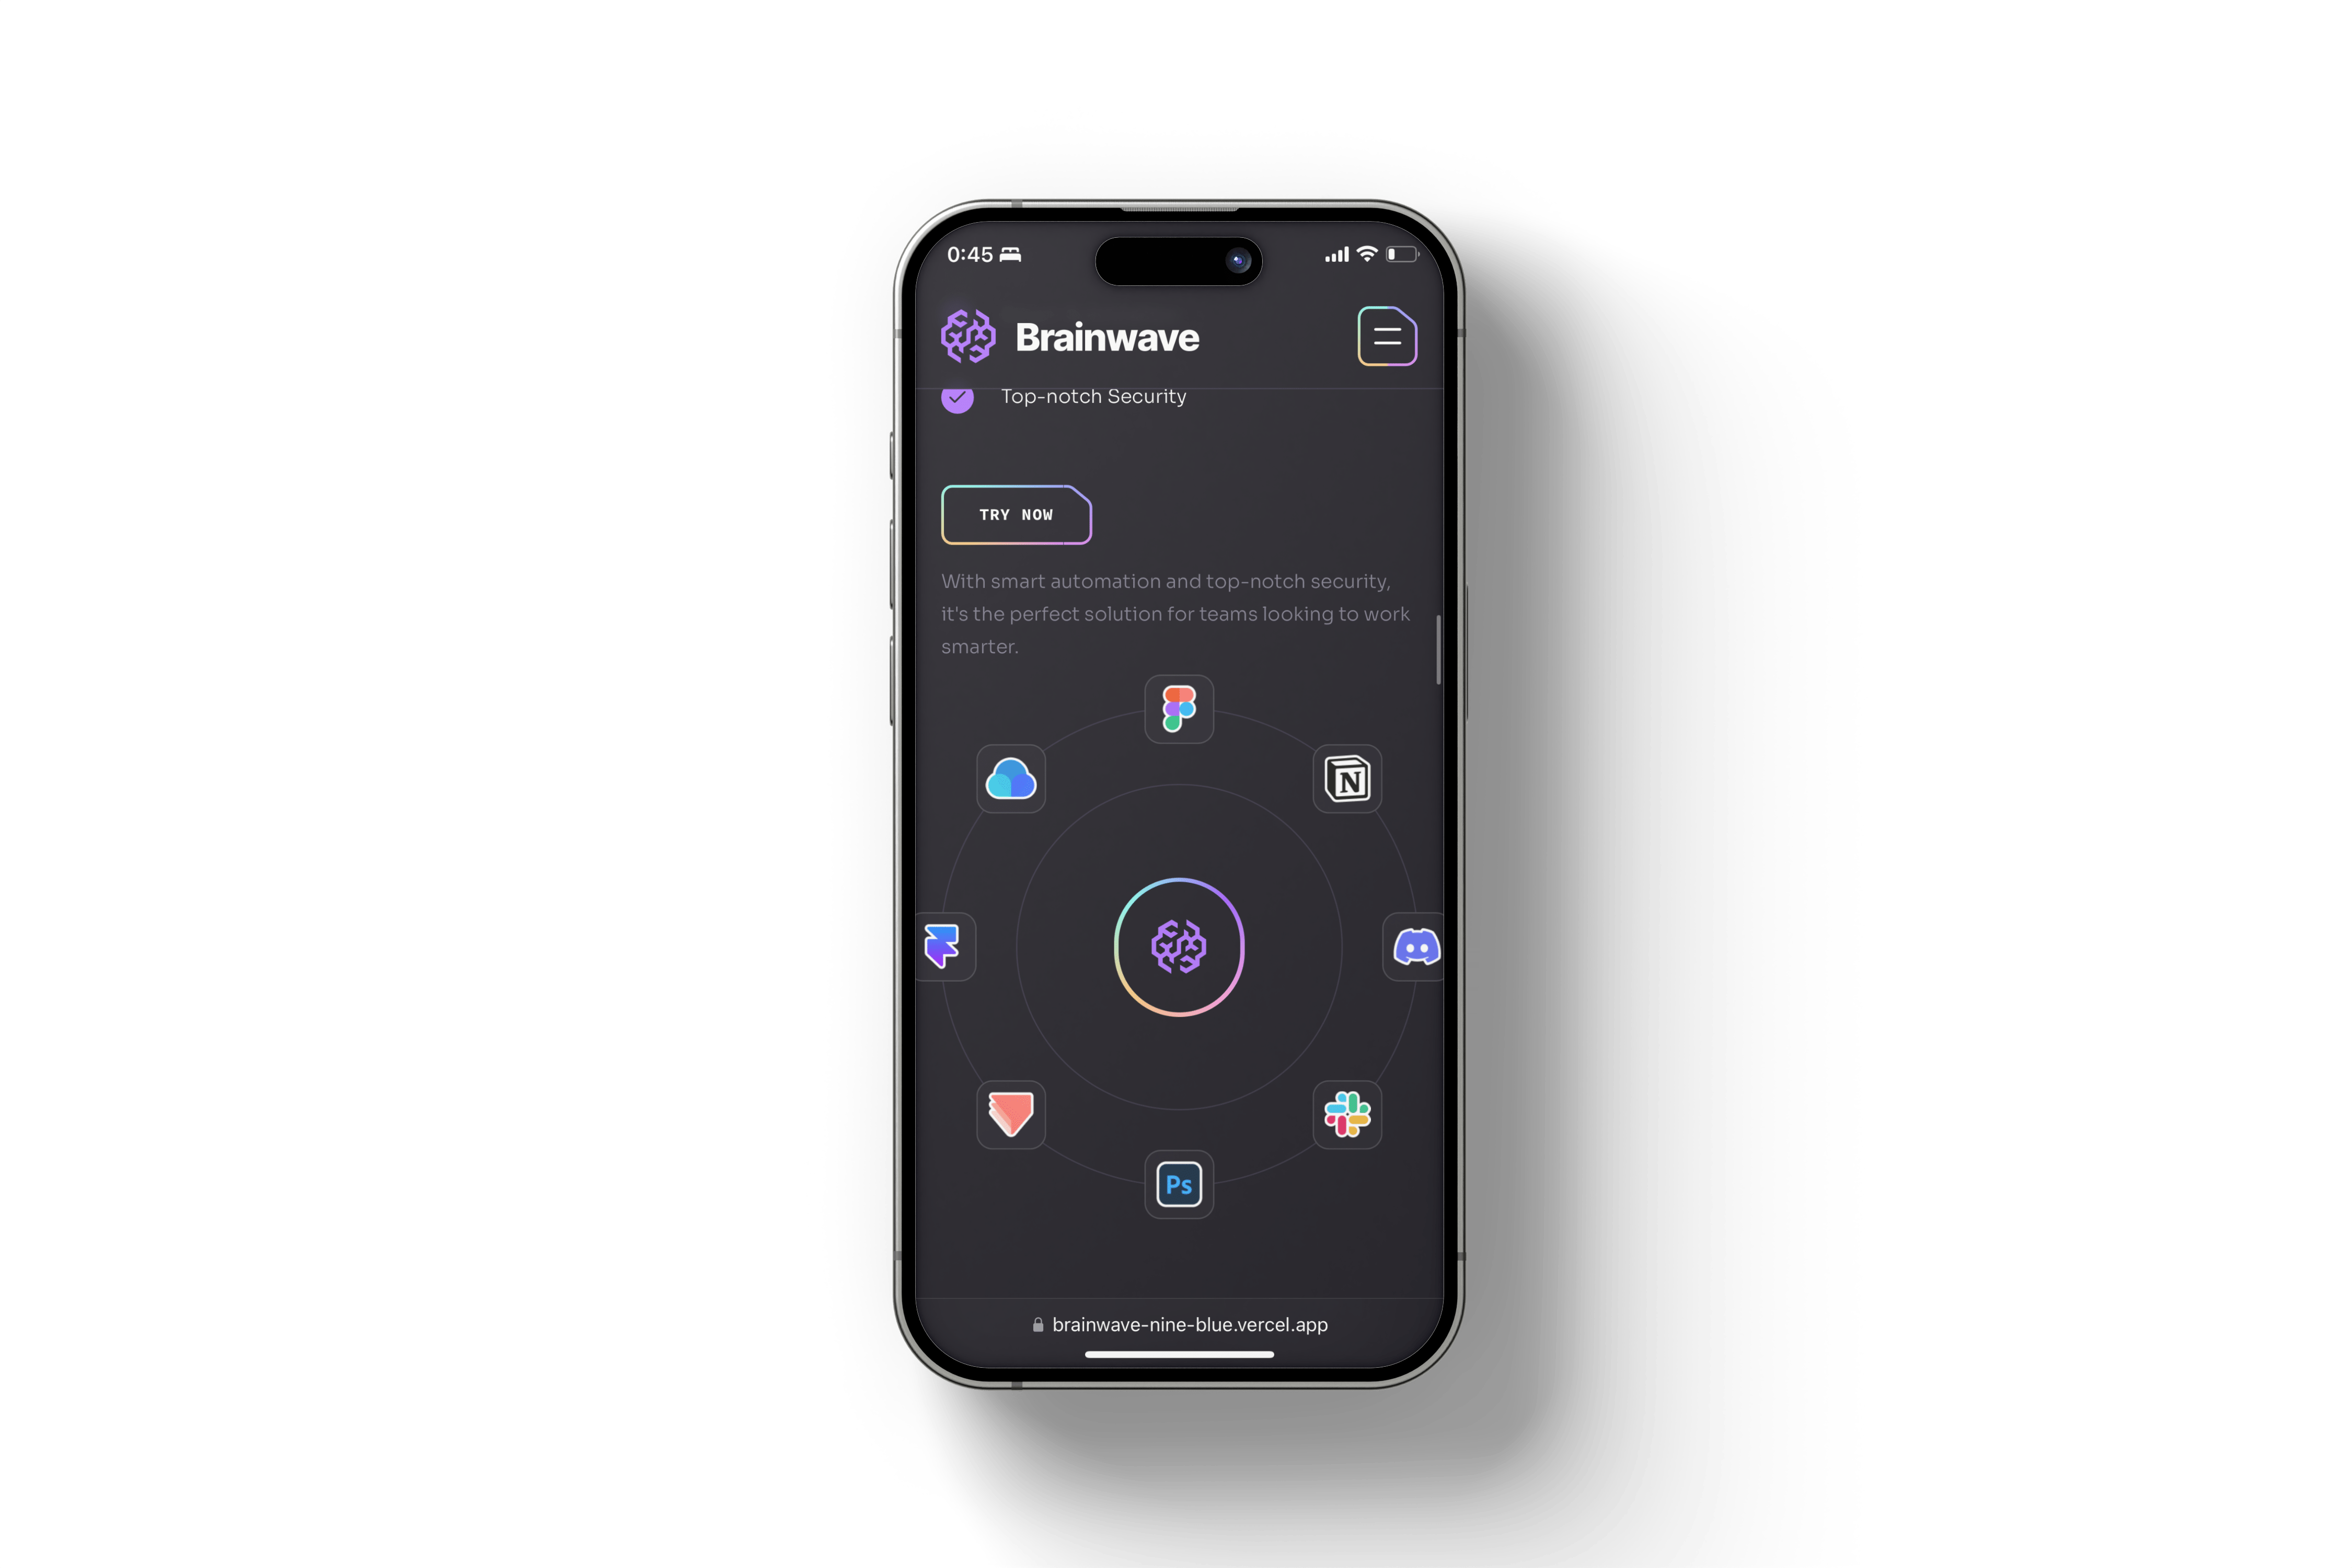 0:45
Brainwave
Top-notch Security
TRY NOW
With smart automation and top-notch security,
it's the perfect solution for teams looking to work
smarter.
N
Ps
brainwave-nine-blue.vercel.app